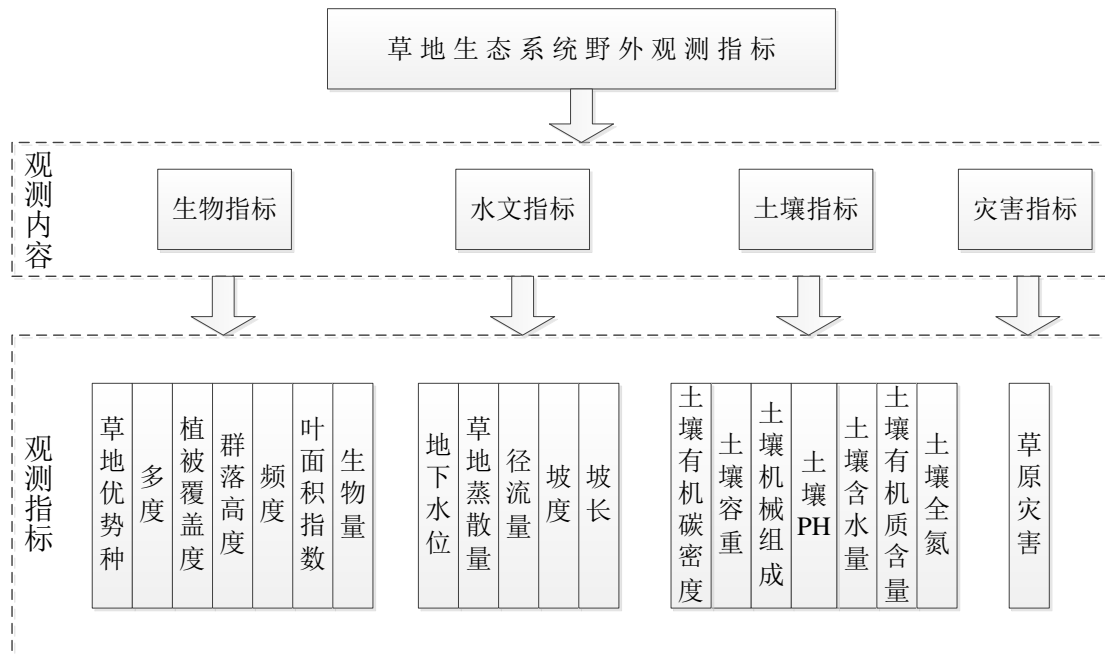 草地生态系统野外观测指标
观测内容
生物指标
水文指标
土壤指标
灾害指标
观测指标
草地优势种
多度
植被覆盖度
群落高度
频度
叶面积指数
生物量
地下水位
草地蒸散量
径流量
坡度
坡长
土壤有机碳密度
土壤容重
土壤机械组成
土壤PH
土壤含水量
土壤有机质含量
土壤全氮
草原灾害